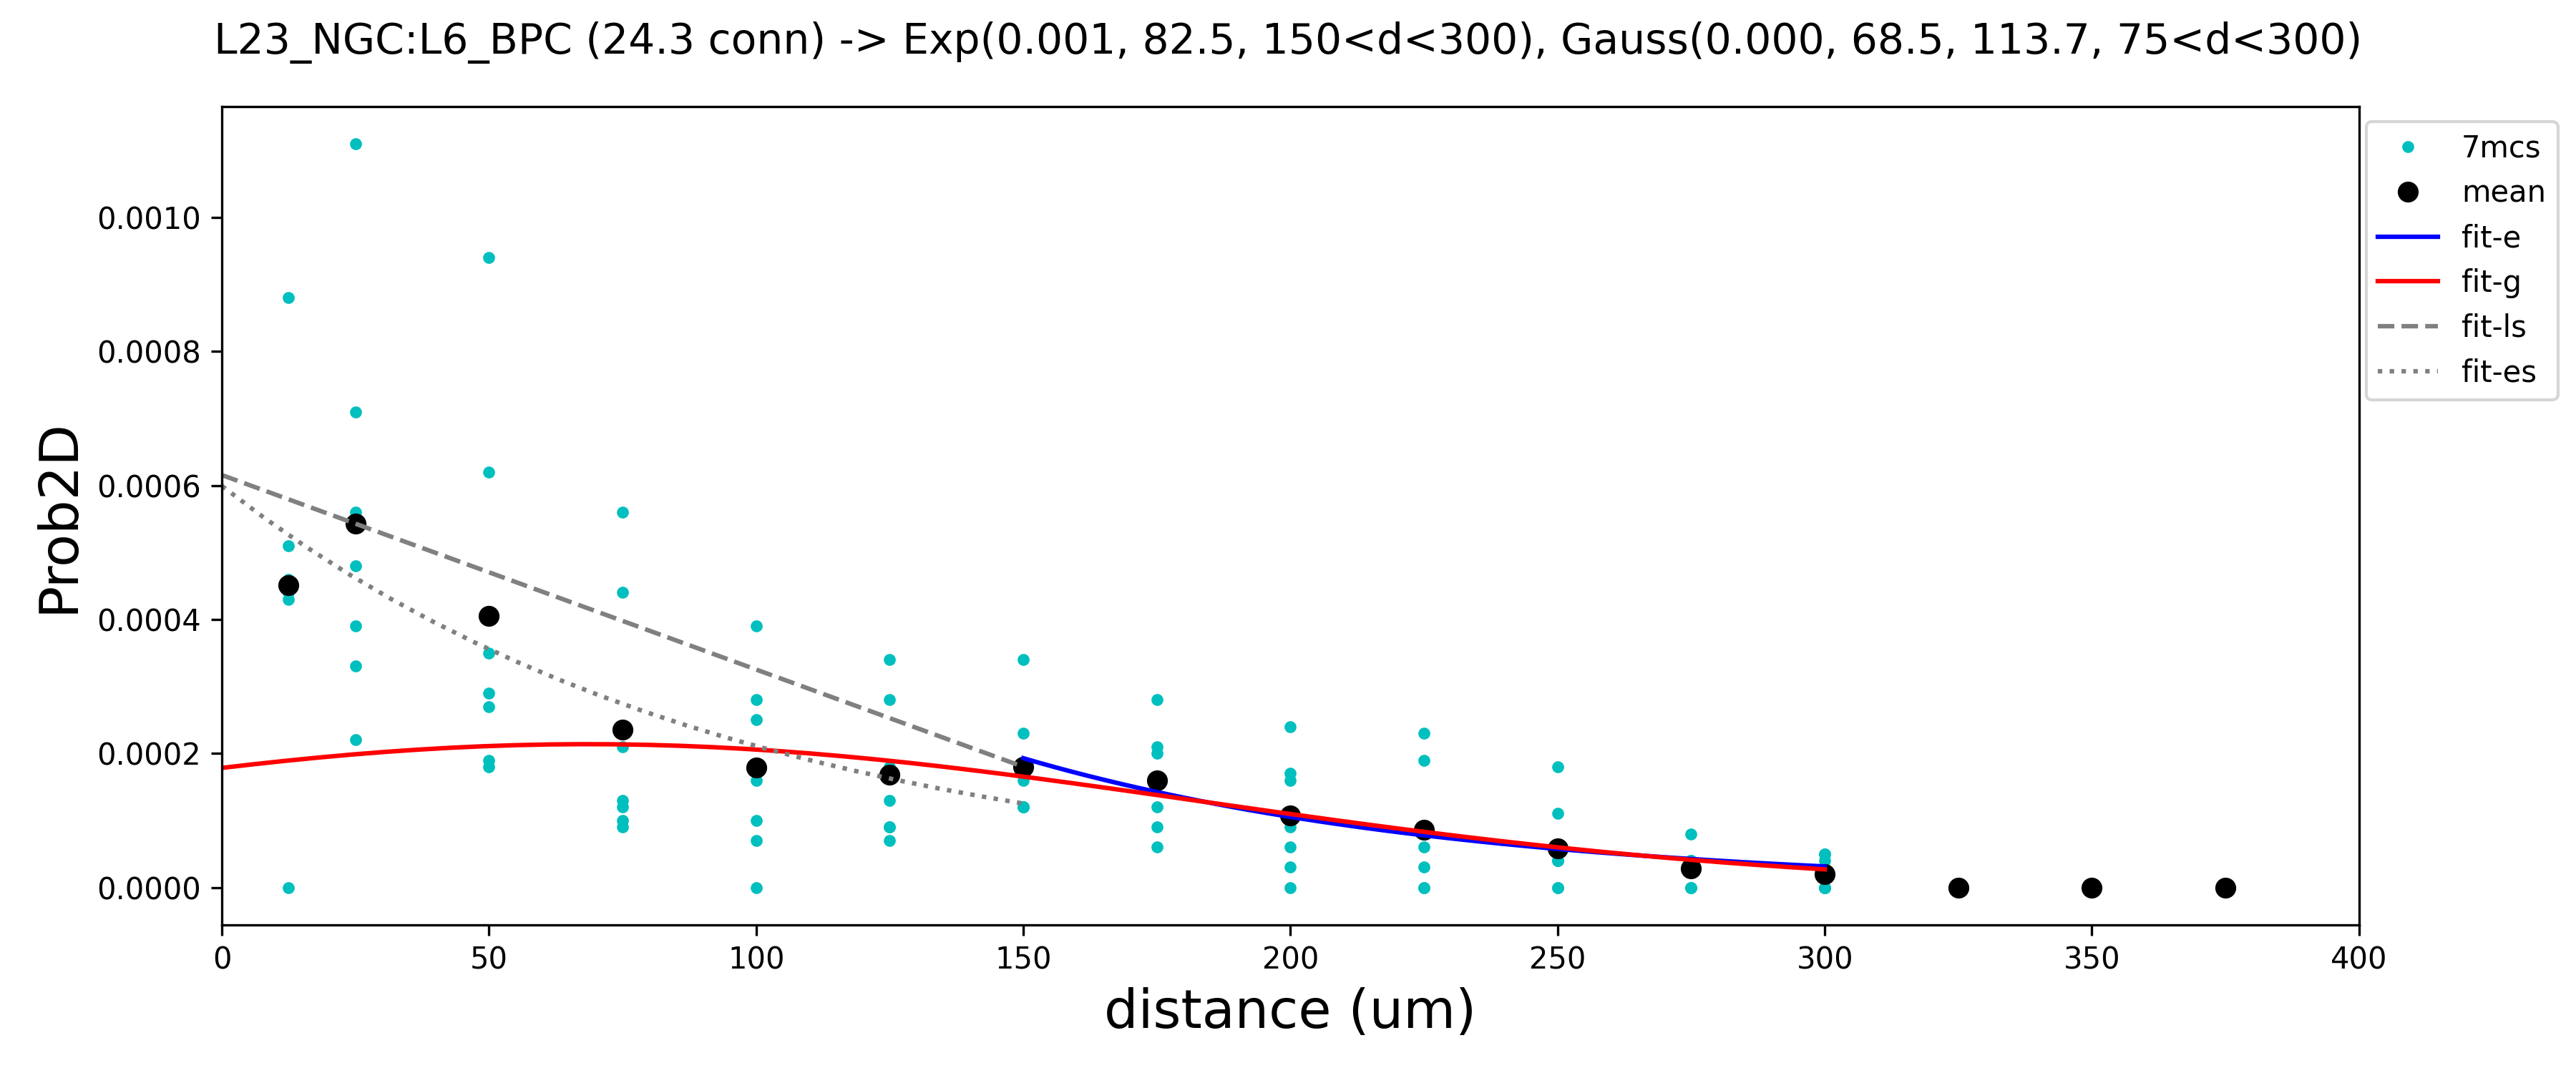 L23_NGC:L6_BPC (24.3 conn) -> Exp(0.001, 82.5, 150<d<300), Gauss(0.000, 68.5, 113.7, 75<d<300)
7mcs
mean
fit-e
fit-g
fit-ls
fit-es
Prob2D
0.0010
0.0008
0.0006
0.0004
0.0002
0.0000
0 50 100 150 200 250 300 350 400
distance (um)